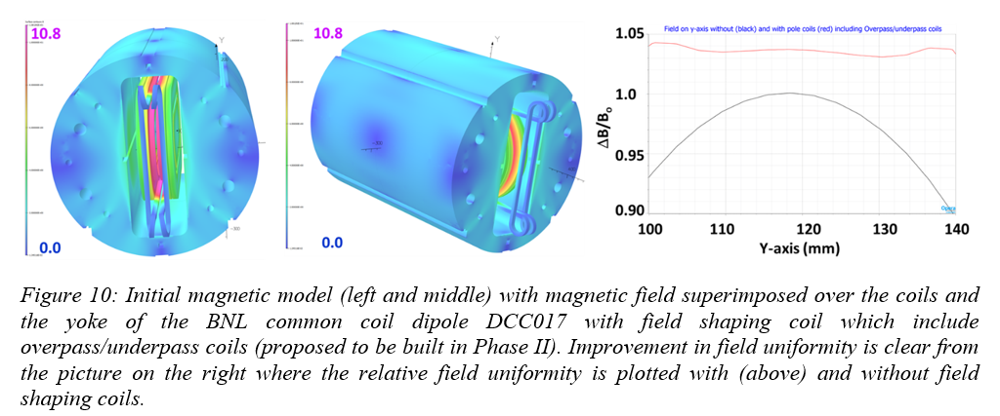 10.8
0.0
10.8
0.0
Field on y-axis without (black) and with pole coils (red) including Overpass/underpass coils
1.05
1.0
0.95
0.90
ΔB/Bo
100 110 120 130 140
Y-axis (mm)
Opera
Figure 10: Initial magnetic model (left and middle) with magnetic field superimposed over the coils and
the yoke of the BNL common coil dipole DCC017 with field shaping coil which include
overpass/underpass coils (proposed to be built in Phase II). Improvement in field uniformity is clear from
the picture on the right where the relative field uniformity is plotted with (above) and without field
shaping coils.